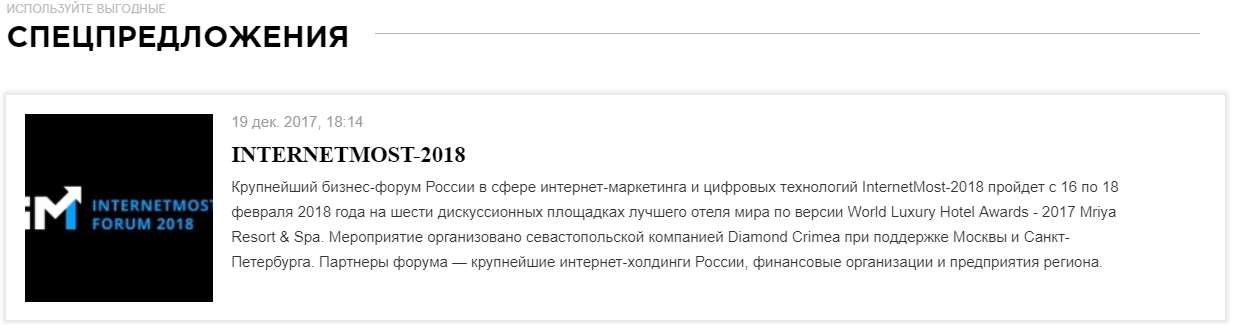 ИСПОЛЬЗУЙТЕ ВЫГОДНЫЕ
СПЕЦПРЕДЛОЖЕНИЯ
19 дек. 2017, 18:14
INTERNETMOST-2018
Крупнейший бизнес-форум России в сфере интернет-маркетинга и цифровых технологий InternetMost-2018 пройдет с 16 по 18
февраля 2018 года на шести дискуссионных площадках лучшего отеля мира по версии World Luxury Hotel Awards - 2017 Mriya
Resort & Spa. Мероприятие организовано севастопольской компанией Diamond Crimea при поддержке Москвы и Санкт-
Петербурга. Партнеры форума — крупнейшие интернет-холдинги России, финансовые организации и предприятия региона.
M INTERNETMOST
FORUM 2018